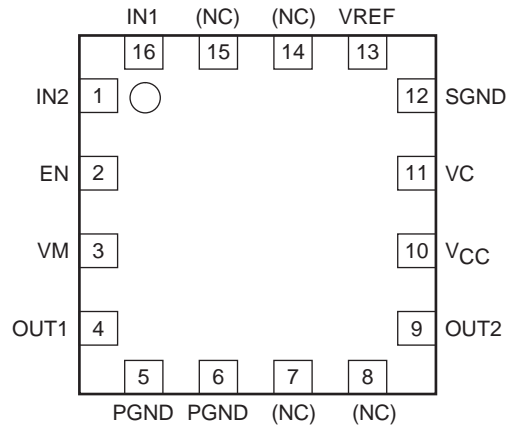 IN1 (NC) (NC) VREF
16 15 14 13
IN2 1 12 SGND
EN 2 11 VC
VM 3 10 VCC
OUT1 4 9 OUT2
5 6 7 8
PGND PGND (NC) (NC)